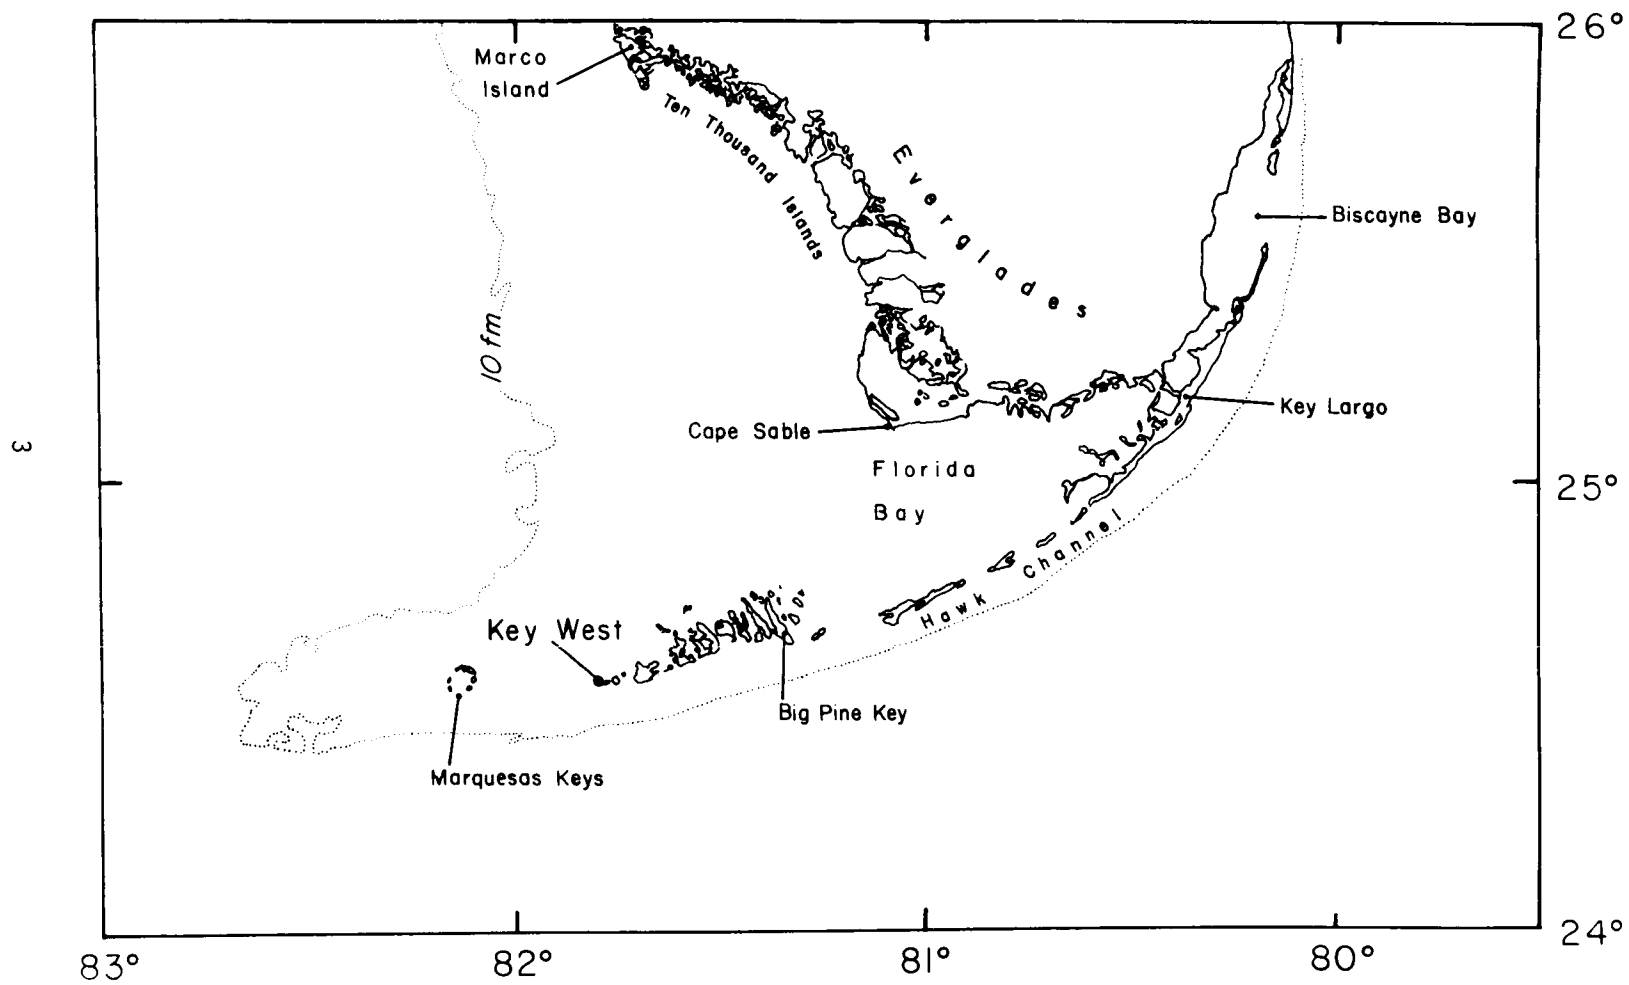 26°
Marco
Island
Ten Thousand Islands
Everglades
Biscayne Bay
10 fm
Key Largo
Cape Sable
3
Florida
Bay
25°
Hawk Channel
Key West
Big Pine Key
Marquesas Keys
24°
83°
82°
81°
80°